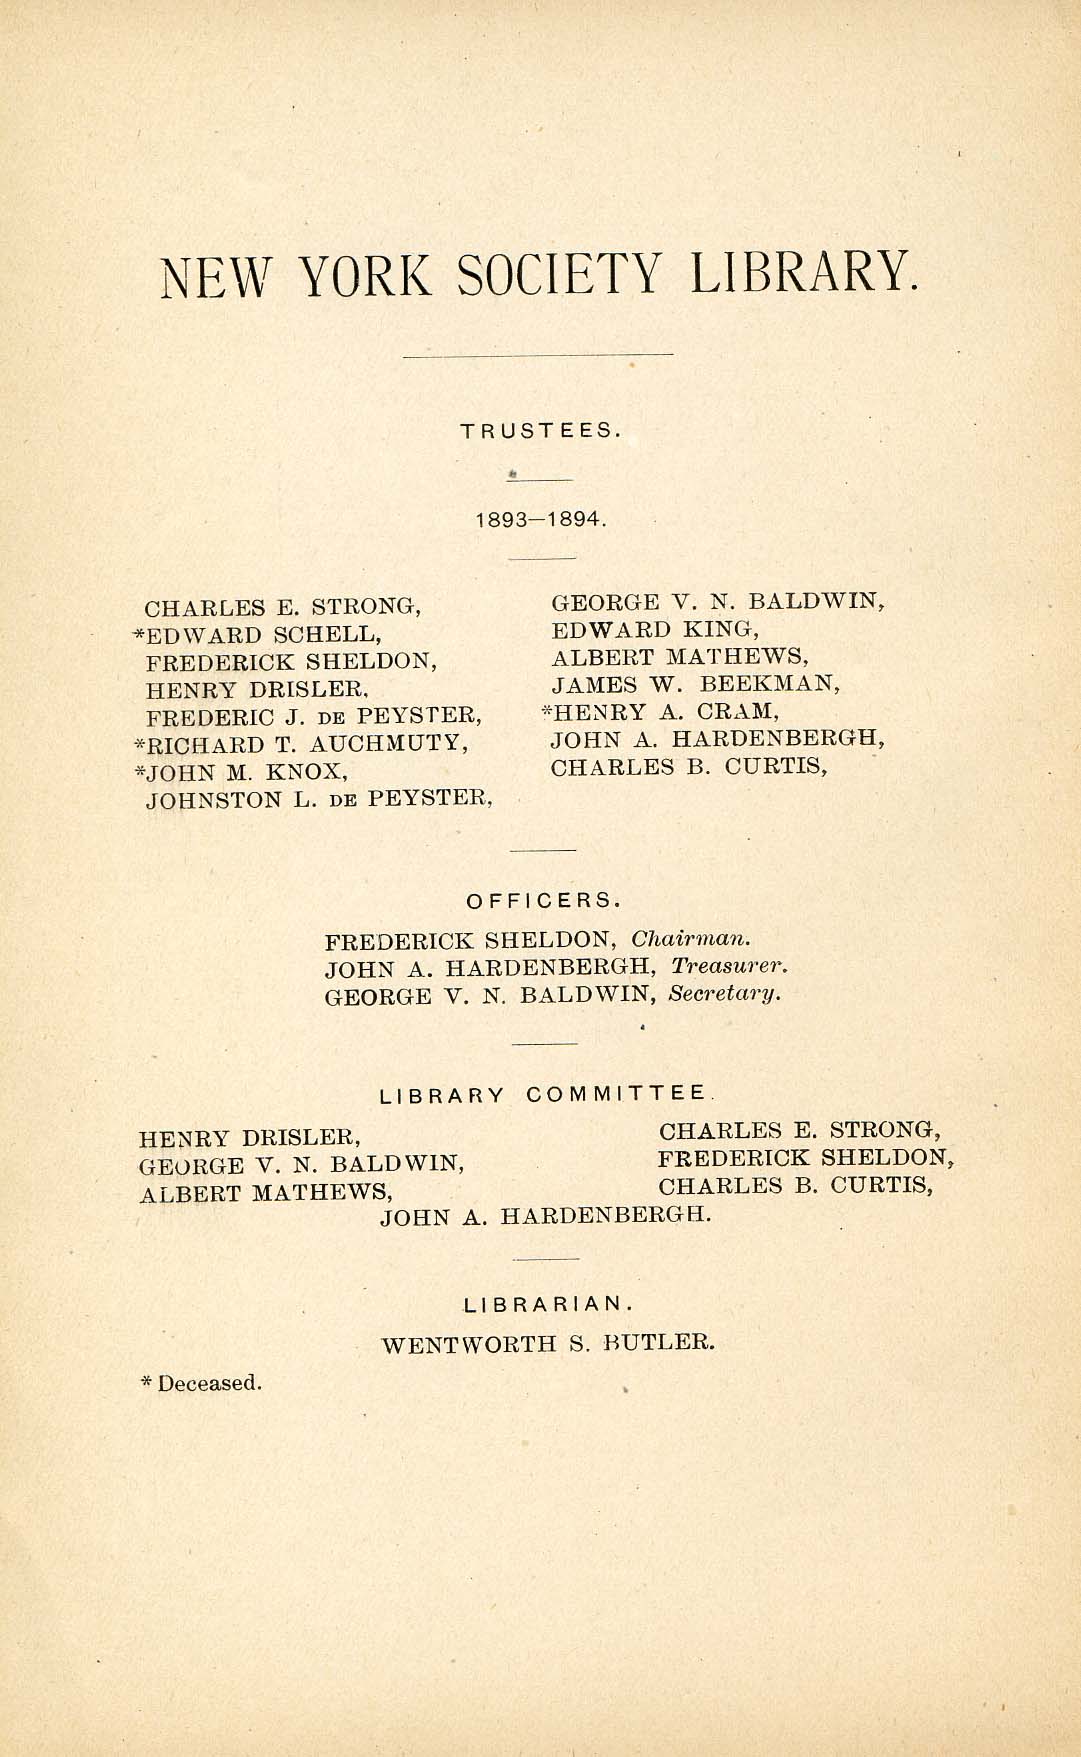 NEW YORK SOCIETY LIBRARY.
TRUSTEES.
1893—1894.
CHARLES E. STRONG,
*EDWARD SCHELL,
FREDERICK SHELDON,
HENRY DRISLER,
FREDERIC J. DE PEYSTER,
*RICHARD T. AUCHMUTY,
*JOHN M. KNOX,
JOHNSTON L. DE PEYSTER,
GEORGE V. N. BALDWIN,
EDWARD KING,
ALBERT MATHEWS,
JAMES W. BEEKMAN,
*HENRY A. CRAM,
JOHN A. HARDENBERGH,
CHARLES B. CURTIS,
OFFICERS.
FREDERICK SHELDON, Chairman.
JOHN A. HARDENBERGH, Treasurer.
GEORGE V. N. BALDWIN, Secretary.
LIBRARY COMMITTEE.
HENRY DRISLER,
GEORGE V. N. BALDWIN,
ALBERT MATHEWS,
CHARLES E. STRONG,
FREDERICK SHELDON,
CHARLES B. CURTIS,
JOHN A. HARDENBERGH.
LIBRARIAN.
WENTWORTH S. BUTLER.
* Deceased.